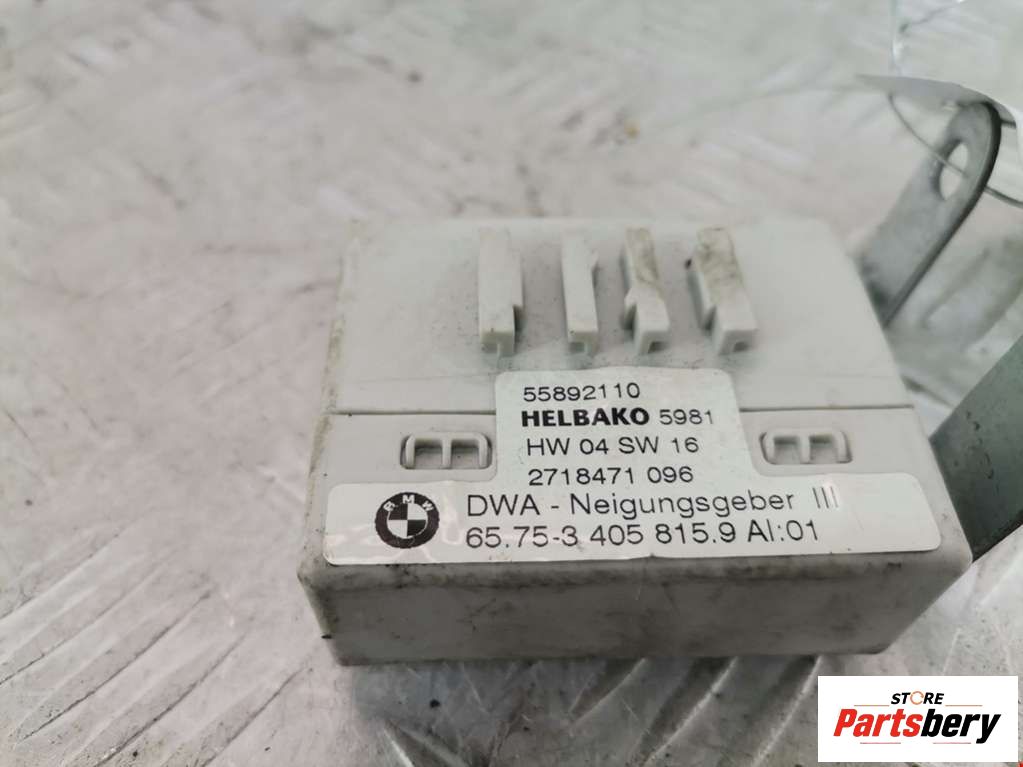 55892110
HELBAKO 5981
HW 04 SW 16
2718471 096
BMW
DWA - Neigungsgeber III
65.75-3 405 815.9 AI:01
STORE
Partsbery